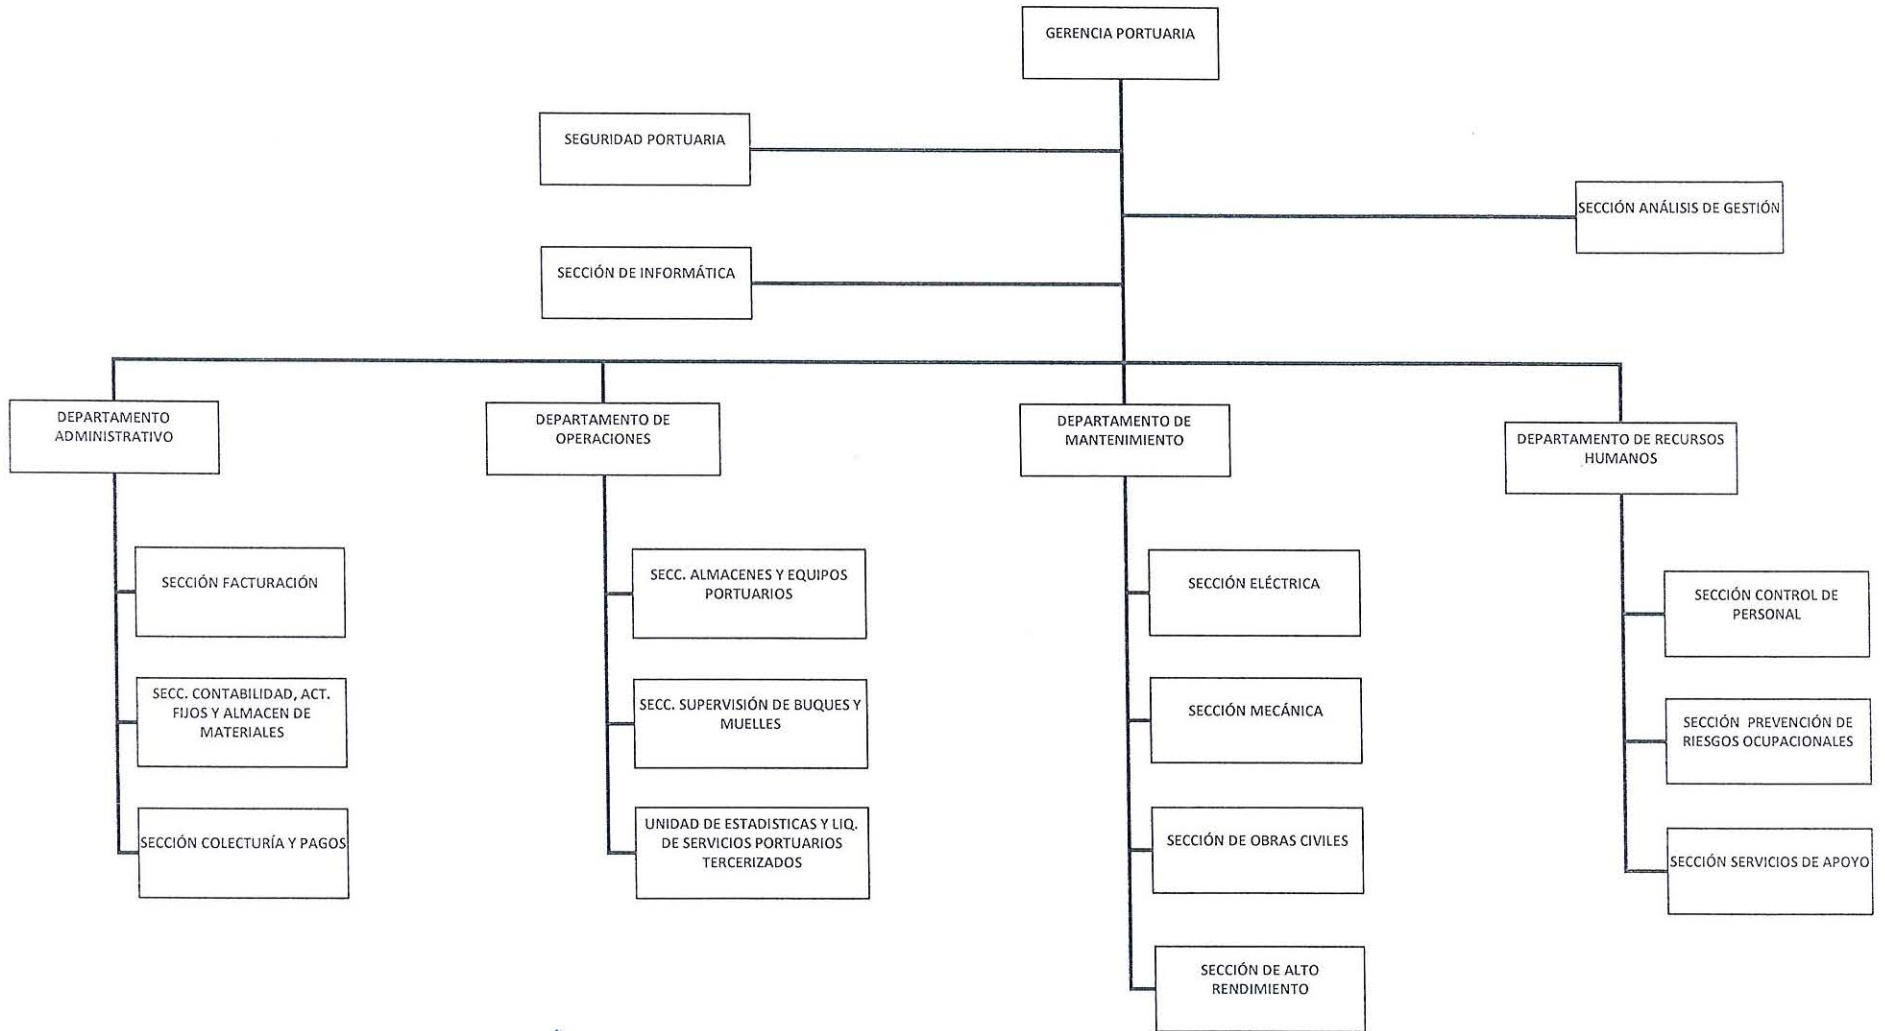 GERENCIA PORTUARIA
SEGURIDAD PORTUARIA
SECCIÓN ANÁLISIS DE GESTIÓN
SECCIÓN DE INFORMÁTICA
DEPARTAMENTO
ADMINISTRATIVO
DEPARTAMENTO DE
OPERACIONES
DEPARTAMENTO DE
MANTENIMIENTO
DEPARTAMENTO DE RECURSOS
HUMANOS
SECCIÓN FACTURACIÓN
SECC. CONTABILIDAD, ACT.
FIJOS Y ALMACEN DE
MATERIALES
SECCIÓN COLECTURÍA Y PAGOS
SECC. ALMACENES Y EQUIPOS
PORTUARIOS
SECC. SUPERVISIÓN DE BUQUES Y
MUELLES
UNIDAD DE ESTADISTICAS Y LIQ.
DE SERVICIOS PORTUARIOS
TERCERIZADOS
SECCIÓN ELÉCTRICA
SECCIÓN MECÁNICA
SECCIÓN DE OBRAS CIVILES
SECCIÓN DE ALTO
RENDIMIENTO
SECCIÓN CONTROL DE
PERSONAL
SECCIÓN PREVENCIÓN DE
RIESGOS OCUPACIONALES
SECCIÓN SERVICIOS DE APOYO